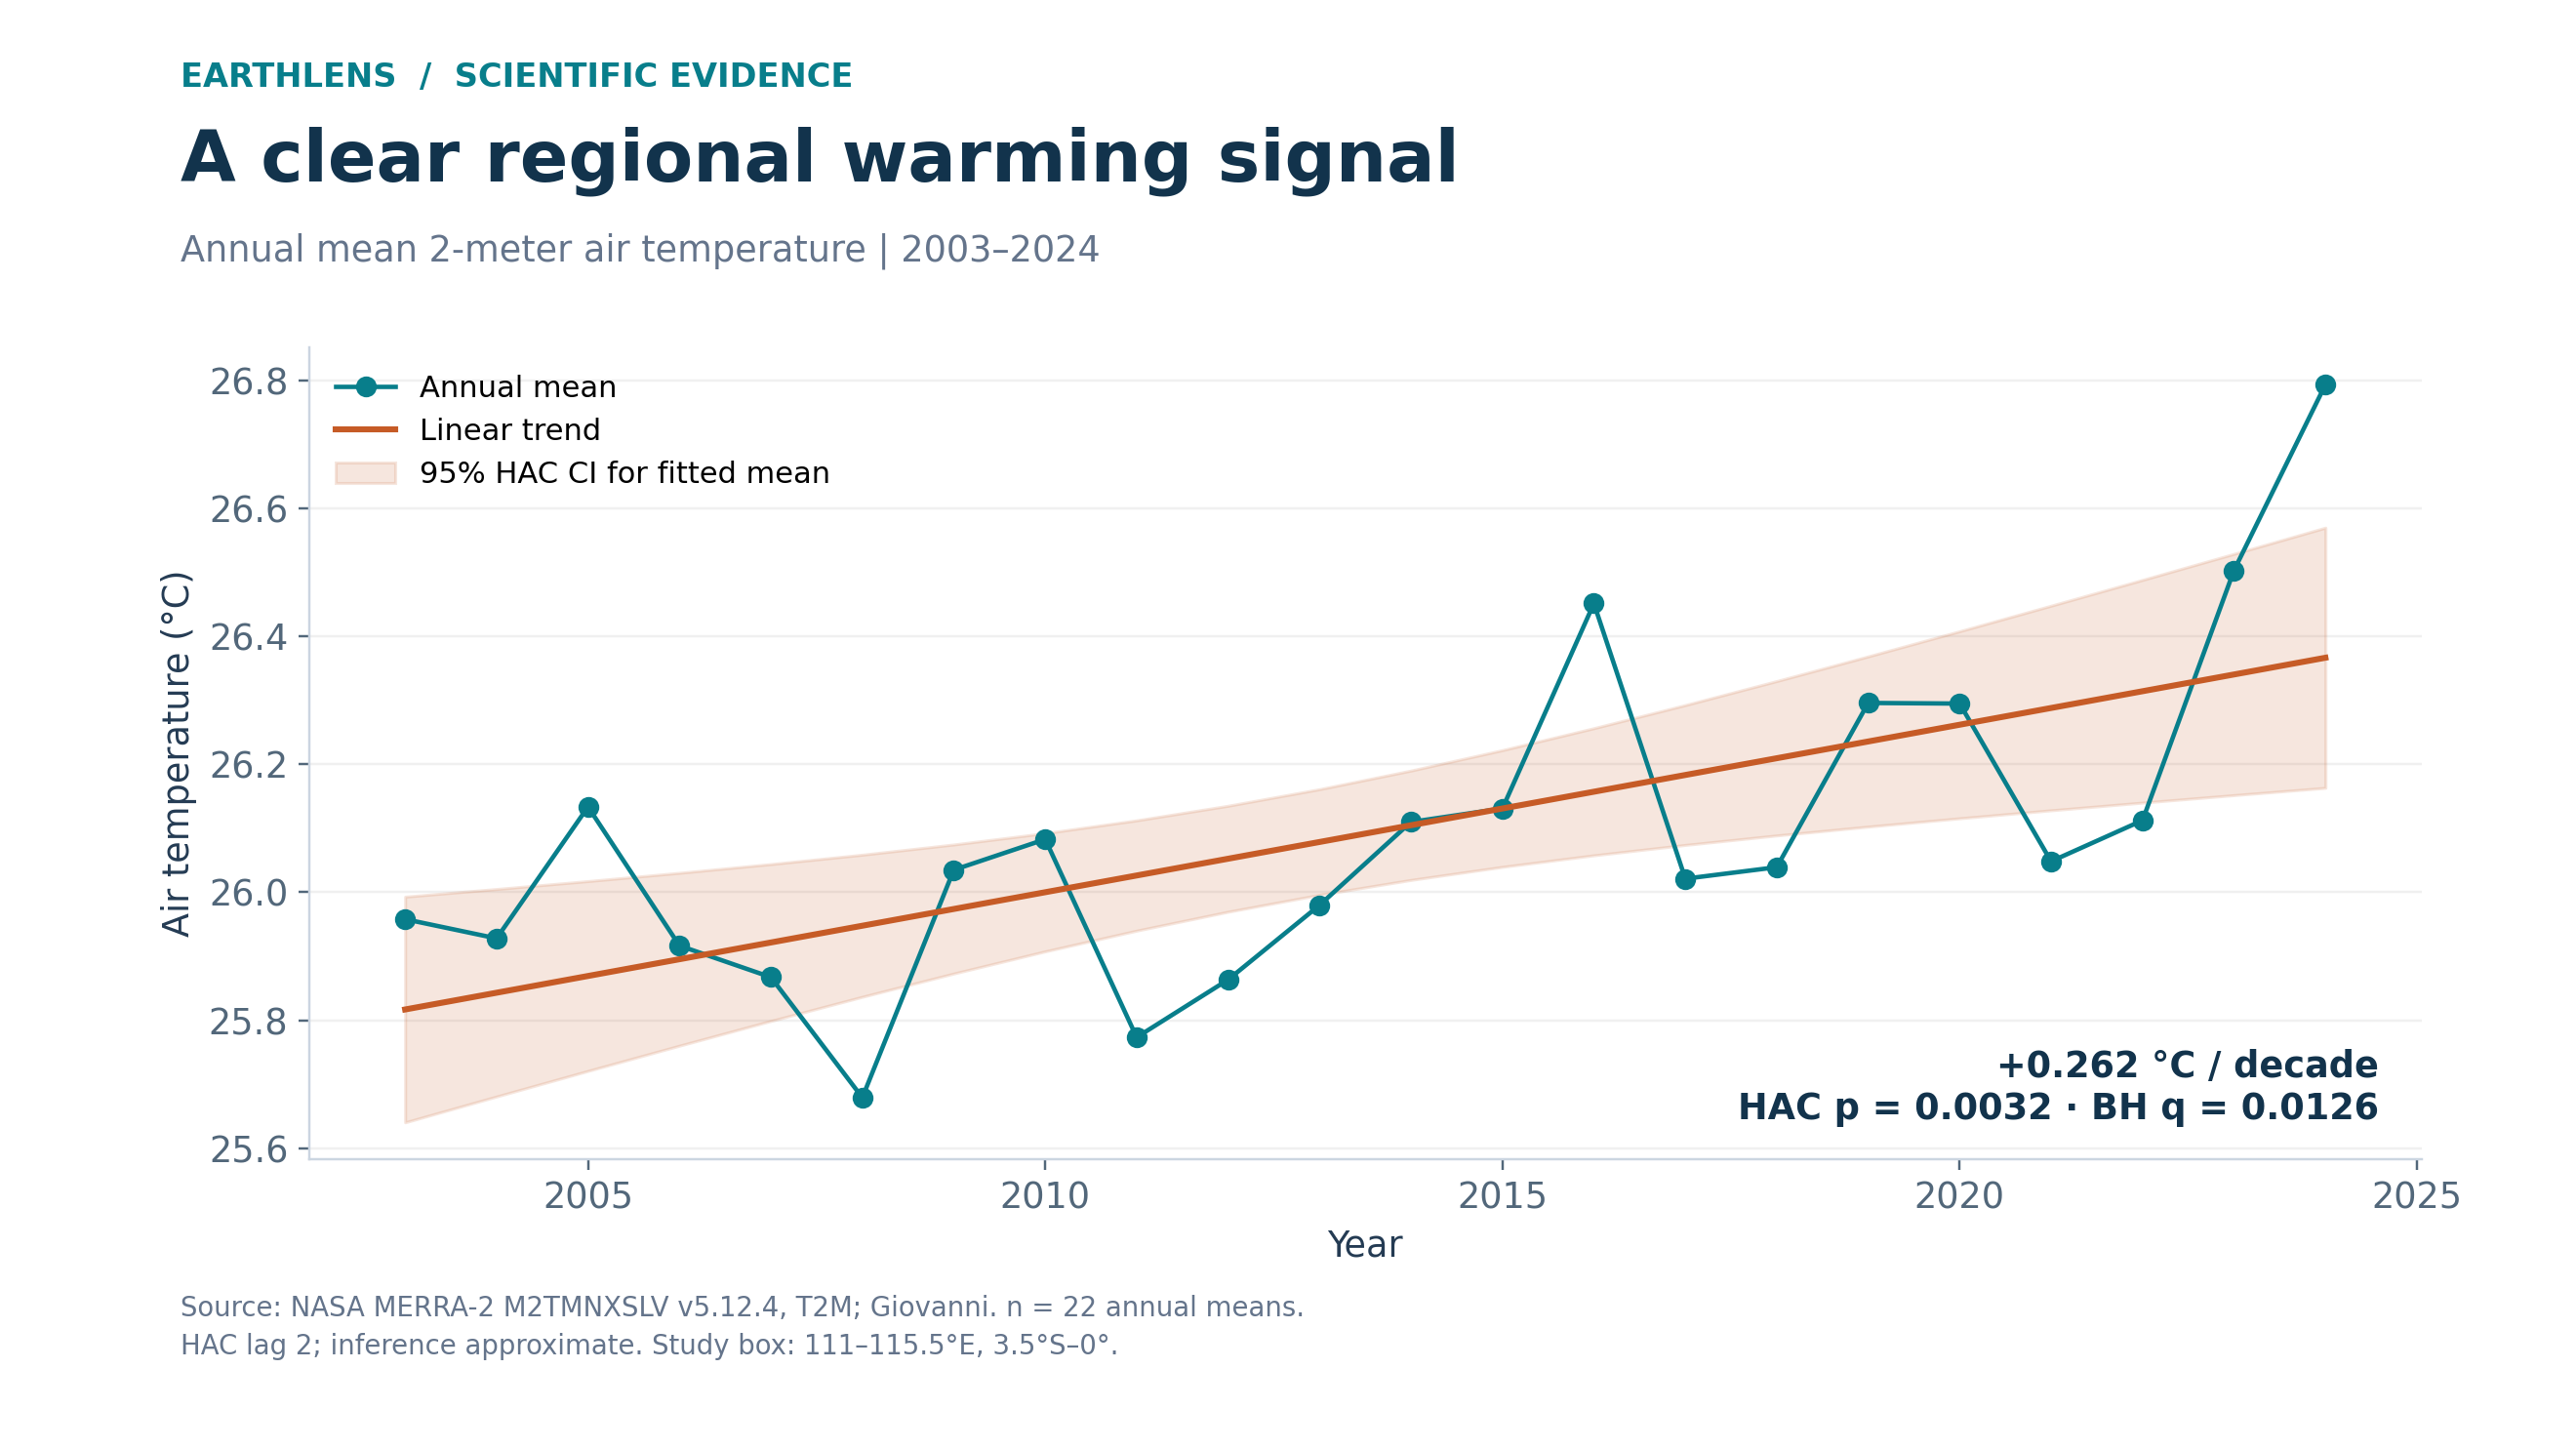 EARTHLENS / SCIENTIFIC EVIDENCE
A clear regional warming signal
Annual mean 2-meter air temperature | 2003–2024
Annual mean
Linear trend
95% HAC CI for fitted mean
Air temperature (°C)
26.8
26.6
26.4
26.2
26.0
25.8
25.6
+0.262 °C / decade
HAC p = 0.0032 · BH q = 0.0126
2005
2010
2015
2020
2025
Year
Source: NASA MERRA-2 M2TMNXSLV v5.12.4, T2M; Giovanni. n = 22 annual means.
HAC lag 2; inference approximate. Study box: 111–115.5°E, 3.5°S–0°.